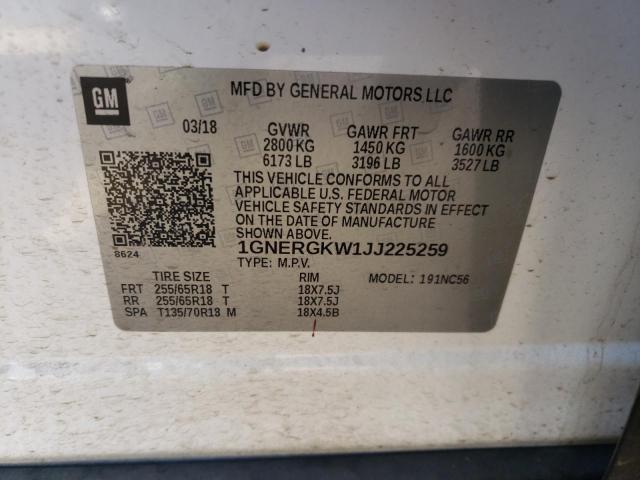 GM
MFD BY GENERAL MOTORS LLC
03/18 GVWR GAWR FRT GAWR RR
2800 KG 1450 KG 1600 KG
6173 LB 3196 LB 3527 LB
THIS VEHICLE CONFORMS TO ALL
APPLICABLE U.S. FEDERAL MOTOR
VEHICLE SAFETY STANDARDS IN EFFECT
ON THE DATE OF MANUFACTURE
SHOWN ABOVE.
8624 1GNERGKW1JJ225259
TYPE: M.P.V. MODEL: 191NC56
TIRE SIZE RIM
FRT 255/65R18 T 18X7.5J
RR 255/65R18 T 18X7.5J
SPA T135/70R18 M 18X4.5B